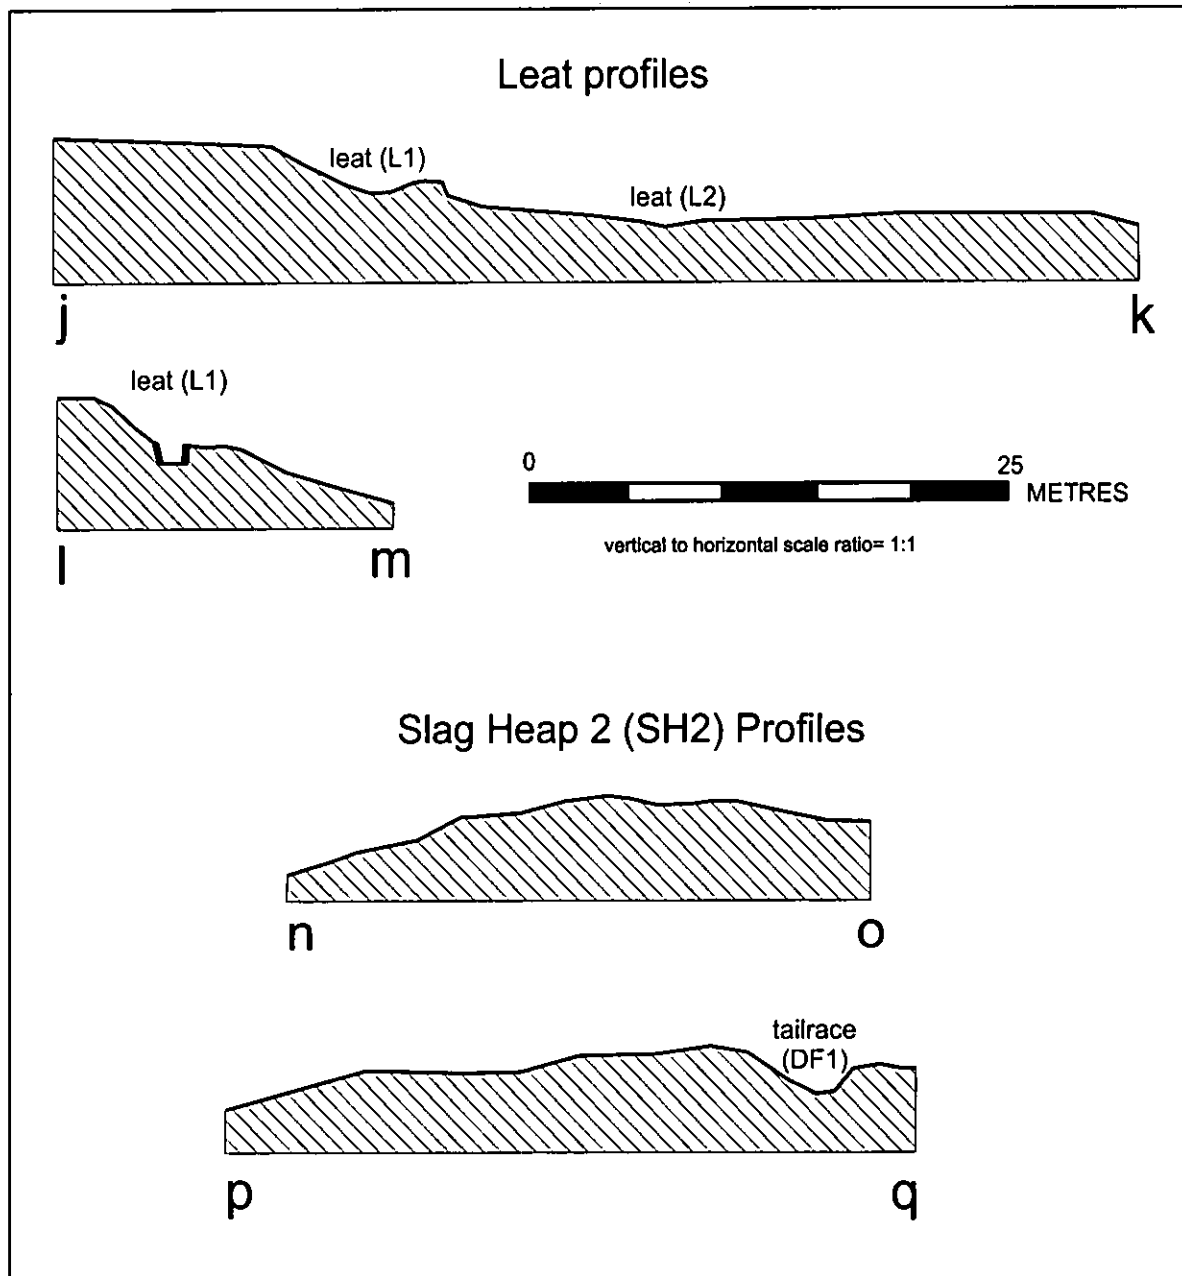 Leat profiles
leat (L1)
leat (L2)
j
k
leat (L1)
0
25
METRES
vertical to horizontal scale ratio= 1:1
l
m
Slag Heap 2 (SH2) Profiles
n
o
tailrace
(DF1)
p
q